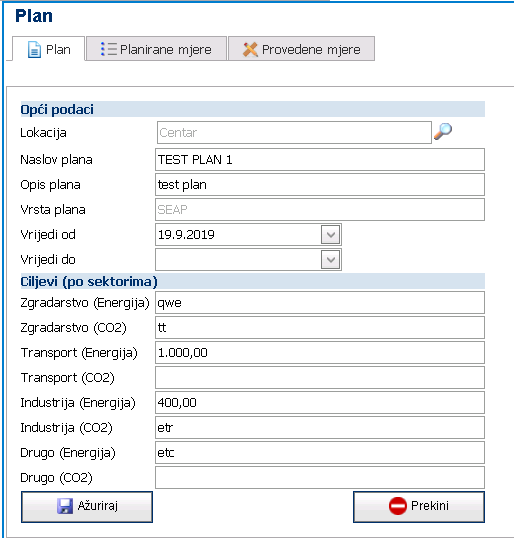 Plan
Plan Planirane mjere Provedene mjere
Opći podaci
Lokacija Centar
Naslov plana TEST PLAN 1
Opis plana test plan
Vrsta plana SEAP
Vrijedi od 19.9.2019
Vrijedi do
Ciljevi (po sektorima)
Zgradarstvo (Energija) qwe
Zgradarstvo (CO2) tt
Transport (Energija) 1.000,00
Transport (CO2)
Industrija (Energija) 400,00
Industrija (CO2) etr
Drugo (Energija) etc
Drugo (CO2)
Ažuriraj Prekini